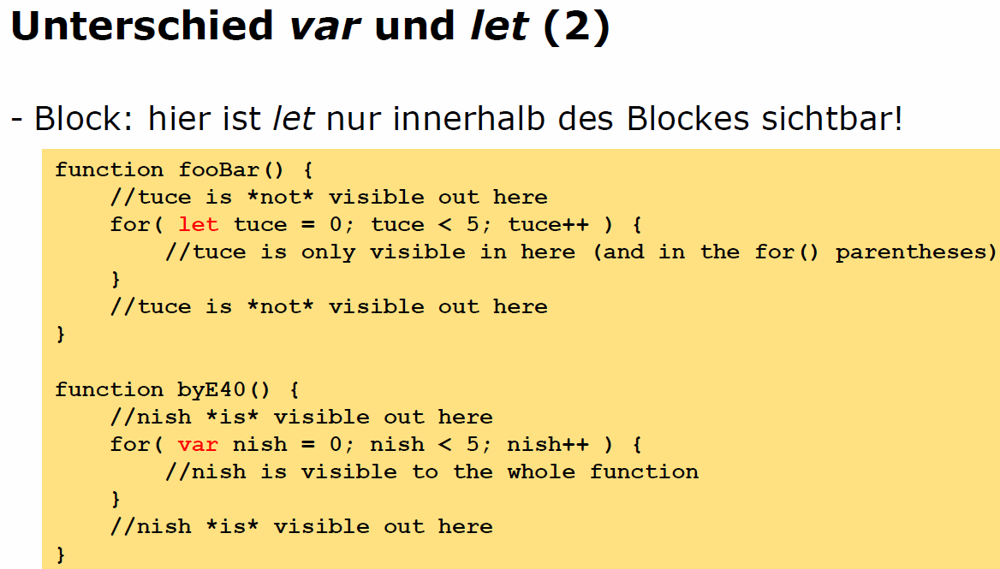 Unterschied var und let (2)
- Block: hier ist let nur innerhalb des Blockes sichtbar!
function fooBar() {
    //tuce is *not* visible out here
    for( let tuce = 0; tuce < 5; tuce++ ) {
        //tuce is only visible in here (and in the for() parentheses)
    }
    //tuce is *not* visible out here
}

function byE40() {
    //nish *is* visible out here
    for( var nish = 0; nish < 5; nish++ ) {
        //nish is visible to the whole function
    }
    //nish *is* visible out here
}